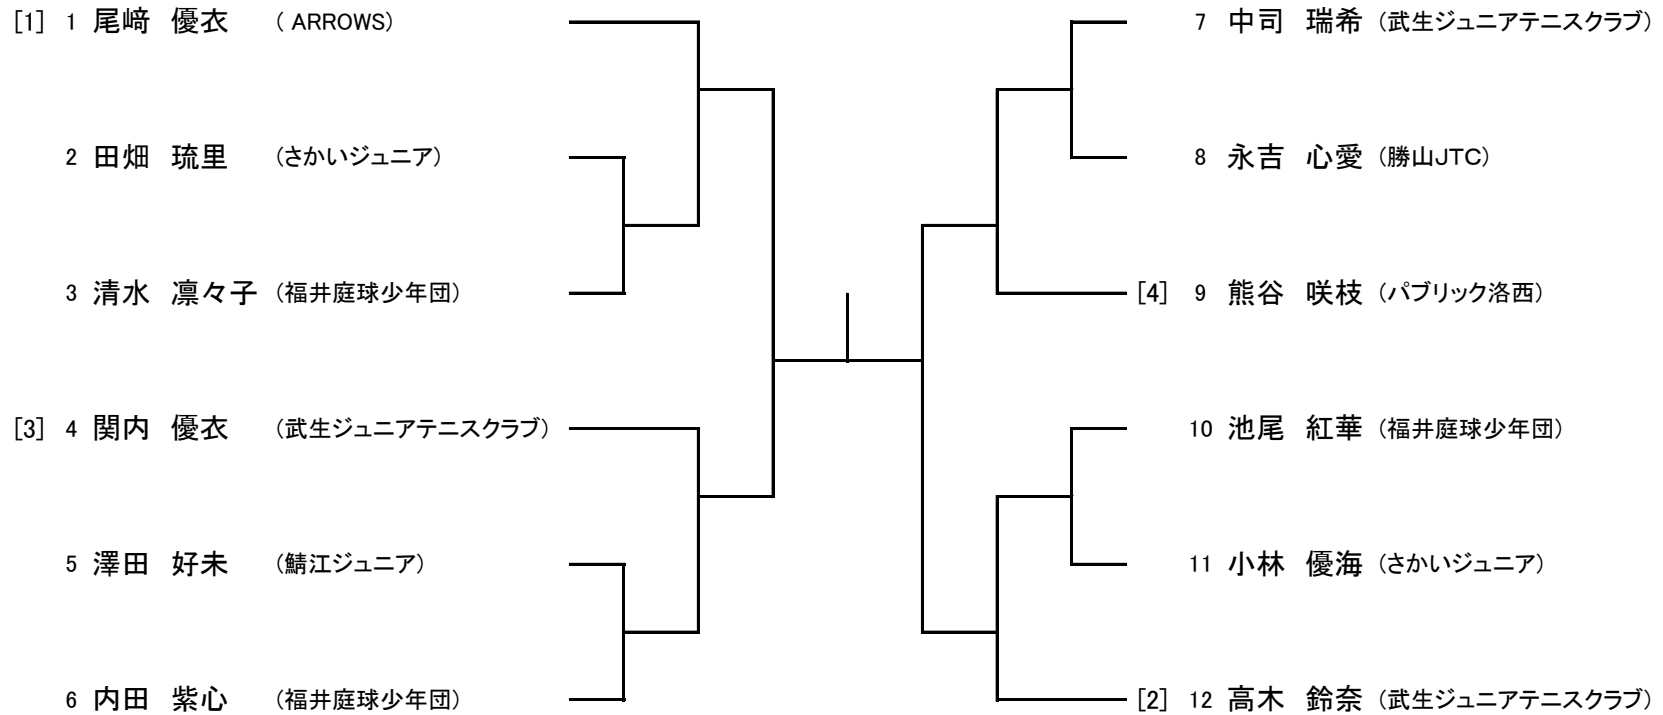 [1] 1 尾﨑 優衣 ( ARROWS)
2 田畑 琉里 (さかいジュニア)
3 清水 凛々子 (福井庭球少年団)
[3] 4 関内 優衣 (武生ジュニアテニスクラブ)
5 澤田 好未 (鯖江ジュニア)
6 内田 紫心 (福井庭球少年団)
7 中司 瑞希 (武生ジュニアテニスクラブ)
8 永吉 心愛 (勝山JTC)
[4] 9 熊谷 咲枝 (パブリック洛西)
10 池尾 紅華 (福井庭球少年団)
11 小林 優海 (さかいジュニア)
[2] 12 高木 鈴奈 (武生ジュニアテニスクラブ)